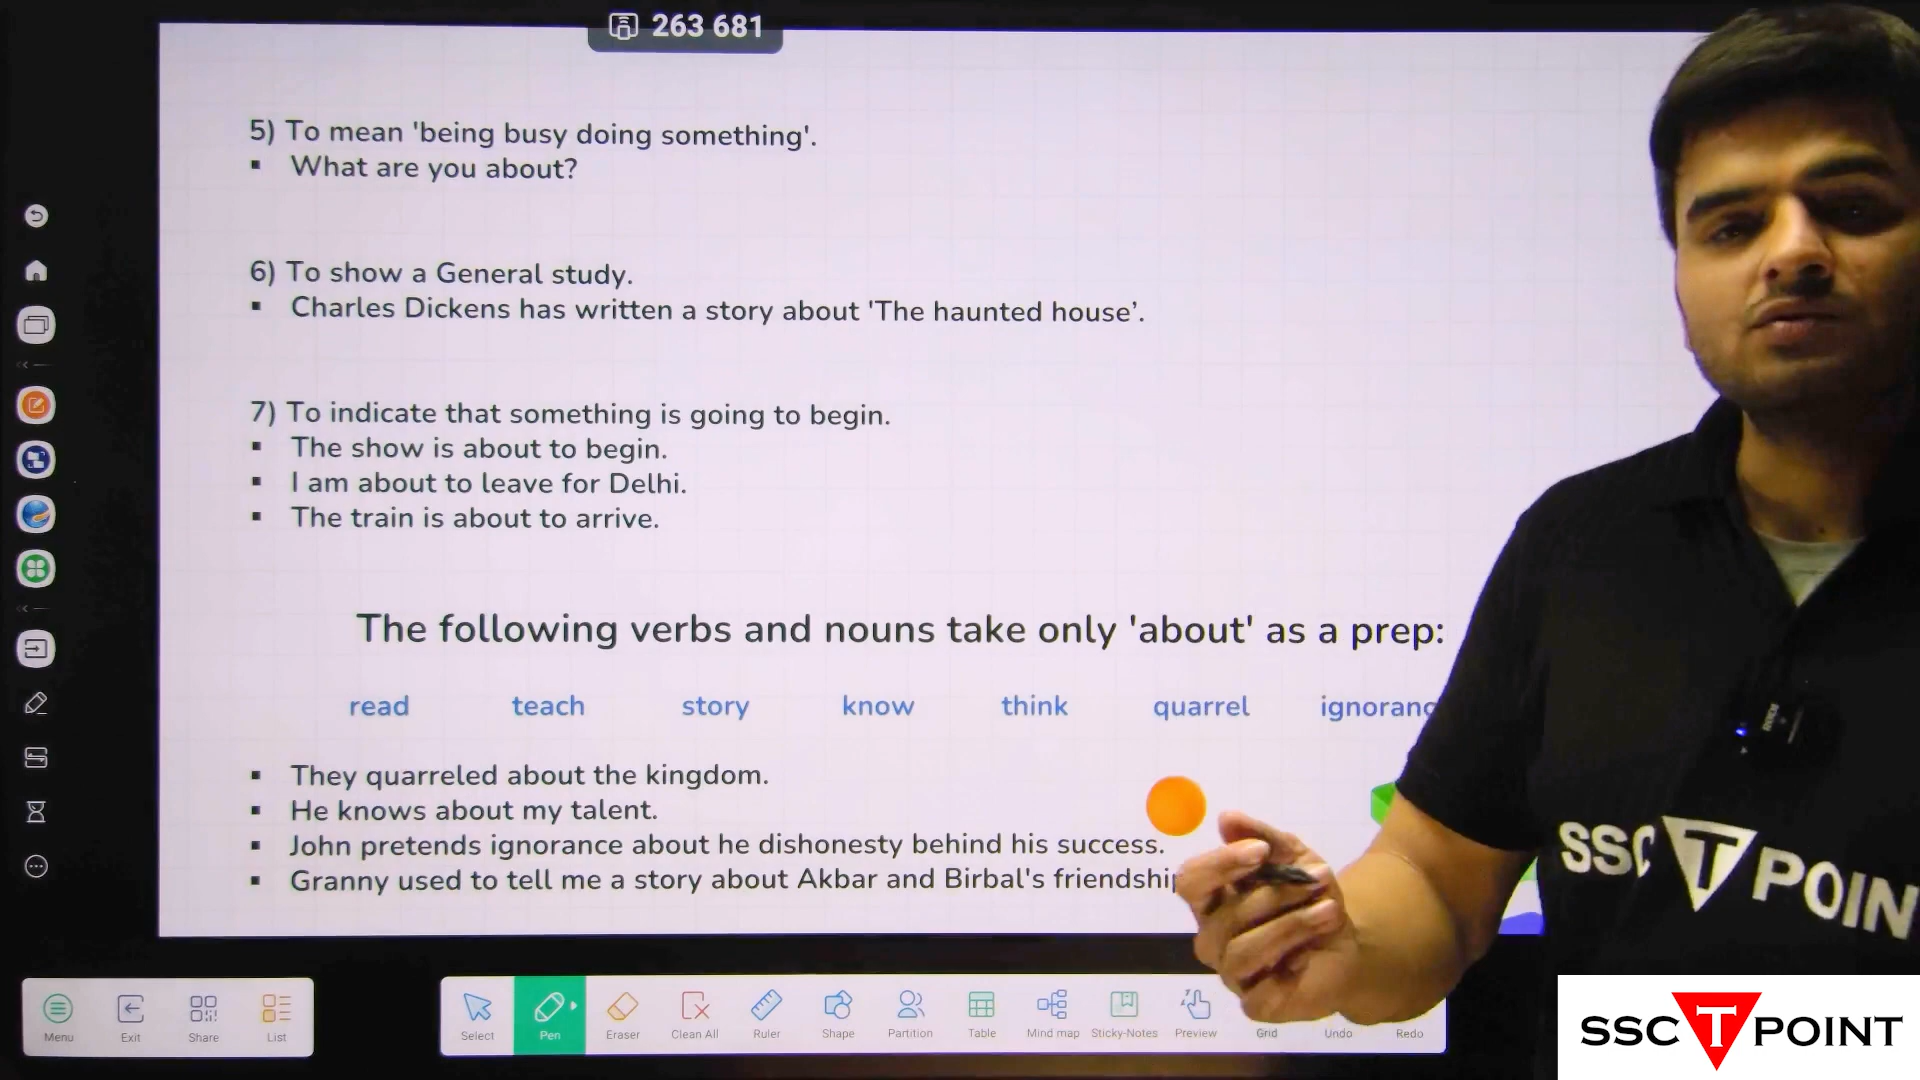 263 681
5) To mean 'being busy doing something'.
▪ What are you about?
6) To show a General study.
▪ Charles Dickens has written a story about 'The haunted house’.
7) To indicate that something is going to begin.
▪ The show is about to begin.
▪ I am about to leave for Delhi.
▪ The train is about to arrive.
The following verbs and nouns take only 'about' as a prep:
read teach story know think quarrel ignoranc
▪ They quarreled about the kingdom.
▪ He knows about my talent.
▪ John pretends ignorance about he dishonesty behind his success.
▪ Granny used to tell me a story about Akbar and Birbal's friendship
SSC T POIN
Menu Exit Share List
Select Pen Eraser Clean All Ruler Shape Partition Table Mind map Sticky-Notes Preview Grid Undo Redo
SSC T POINT